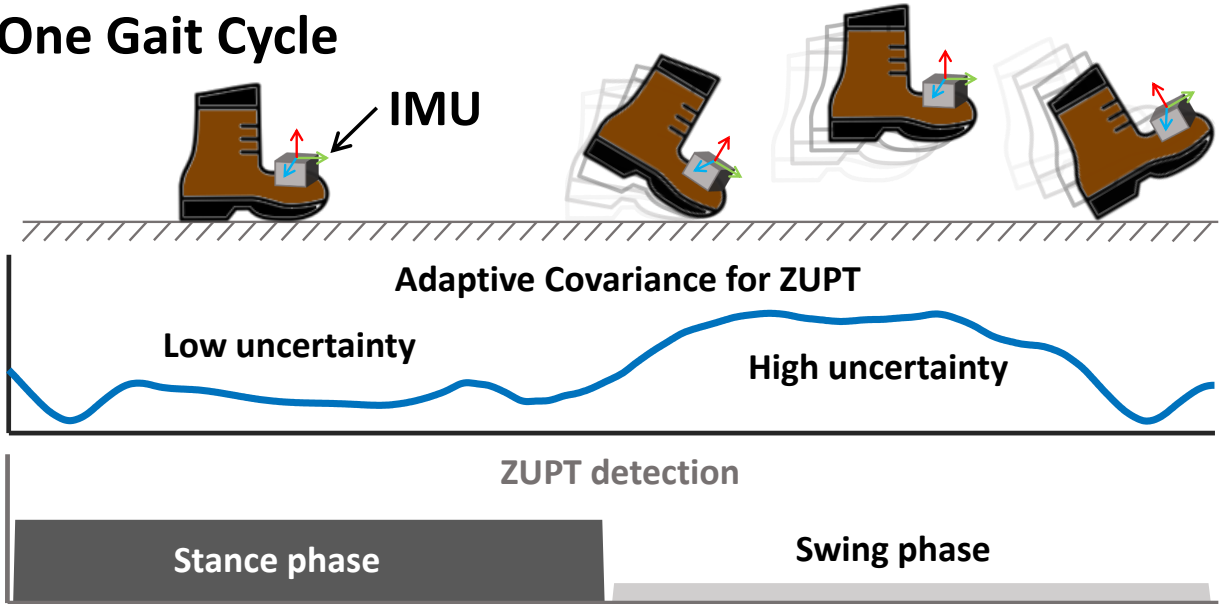 One Gait Cycle
IMU
Adaptive Covariance for ZUPT
Low uncertainty
High uncertainty
ZUPT detection
Stance phase
Swing phase